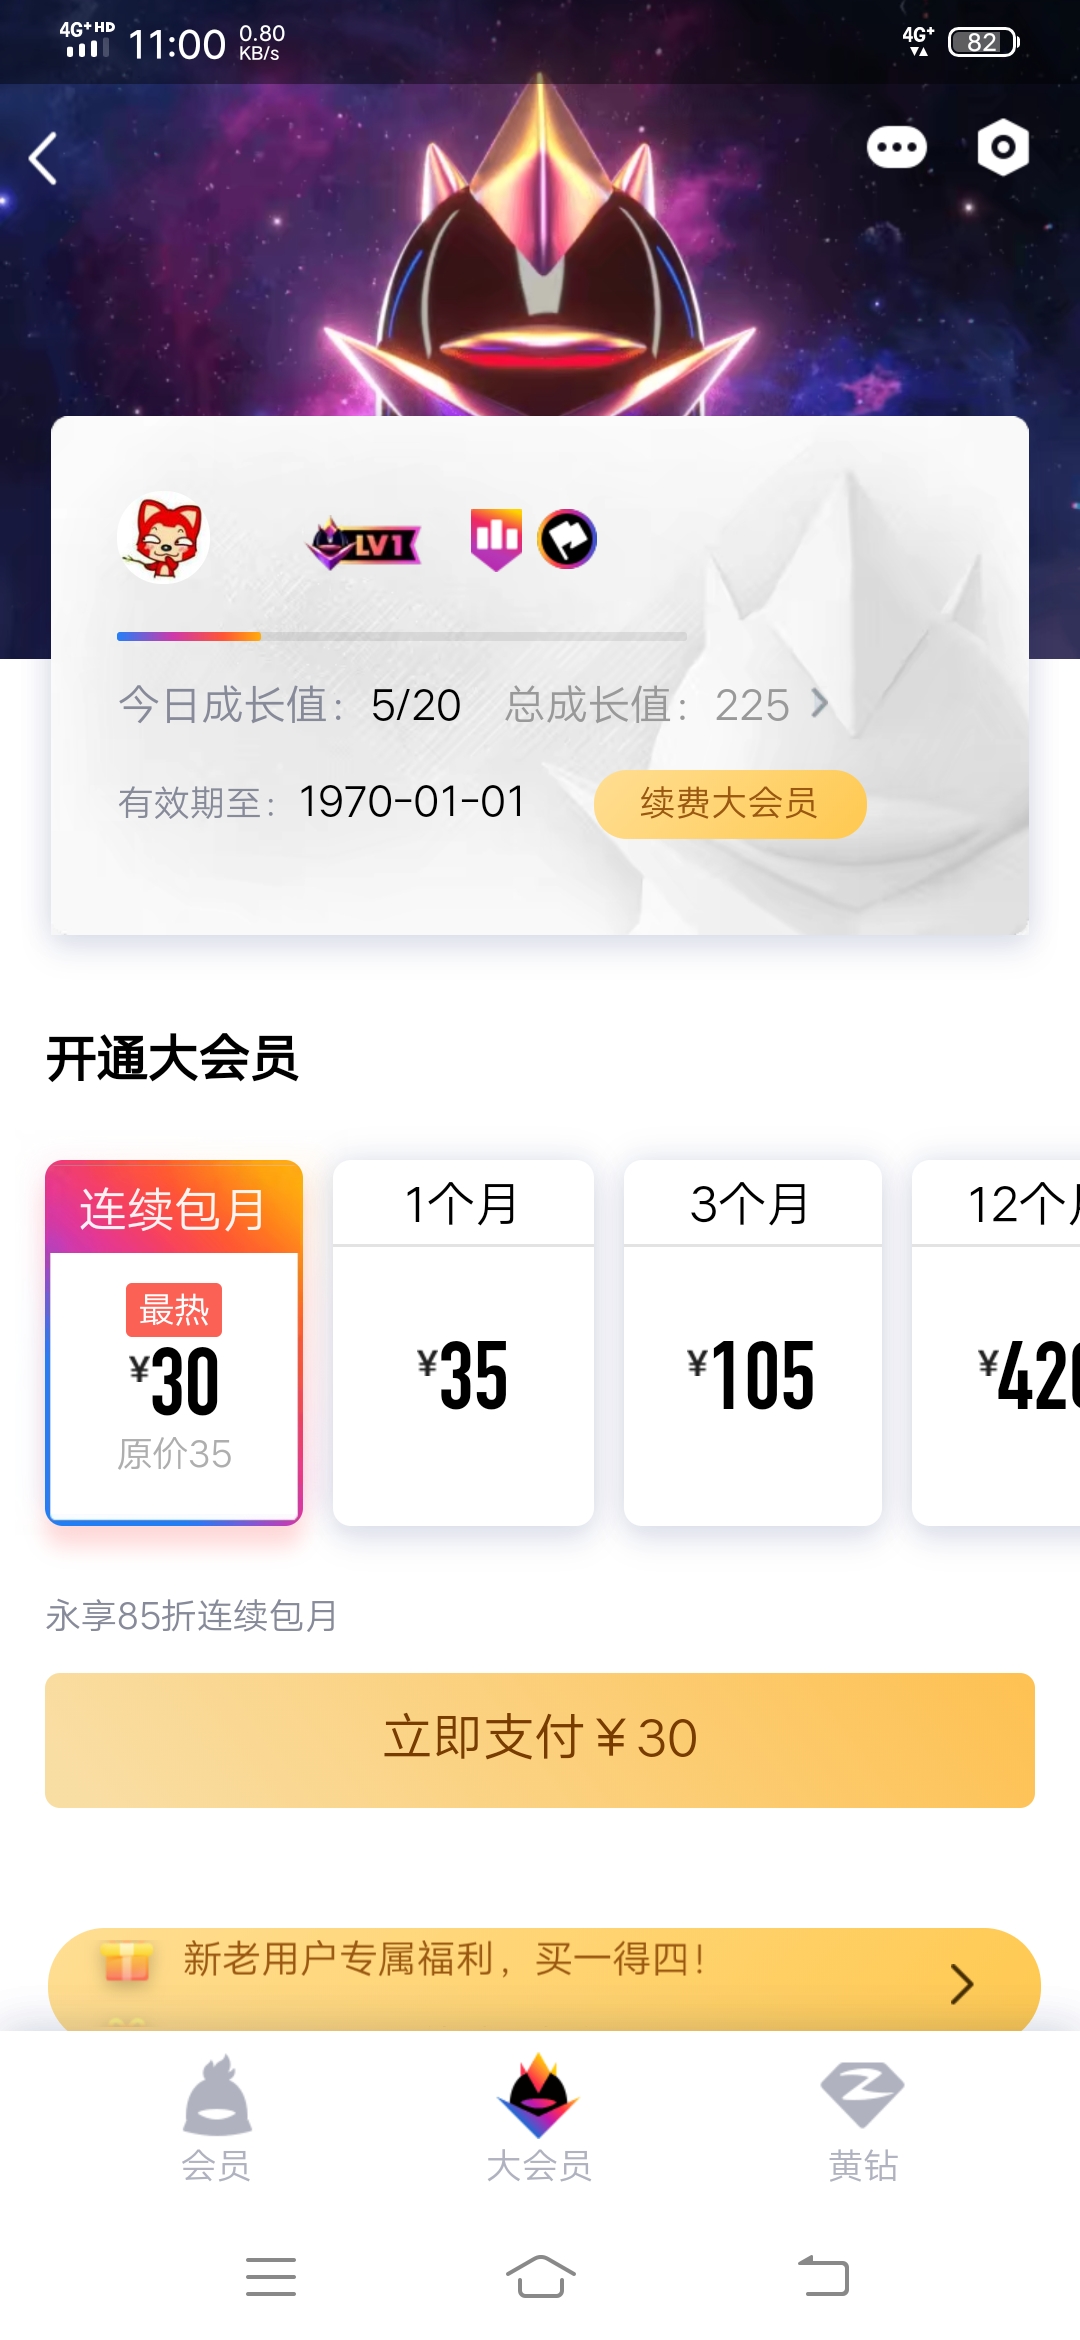 4G+ HD 11:00 0.80 KB/s 4G+ 82
LV1
今日成长值：5/20 总成长值：225
有效期至：1970-01-01 续费大会员
开通大会员
连续包月 1个月 3个月 12个月
最热
¥30 ¥35 ¥105 ¥420
原价35
永享85折连续包月
立即支付￥30
新老用户专属福利，买一得四！
会员 大会员 黄钻